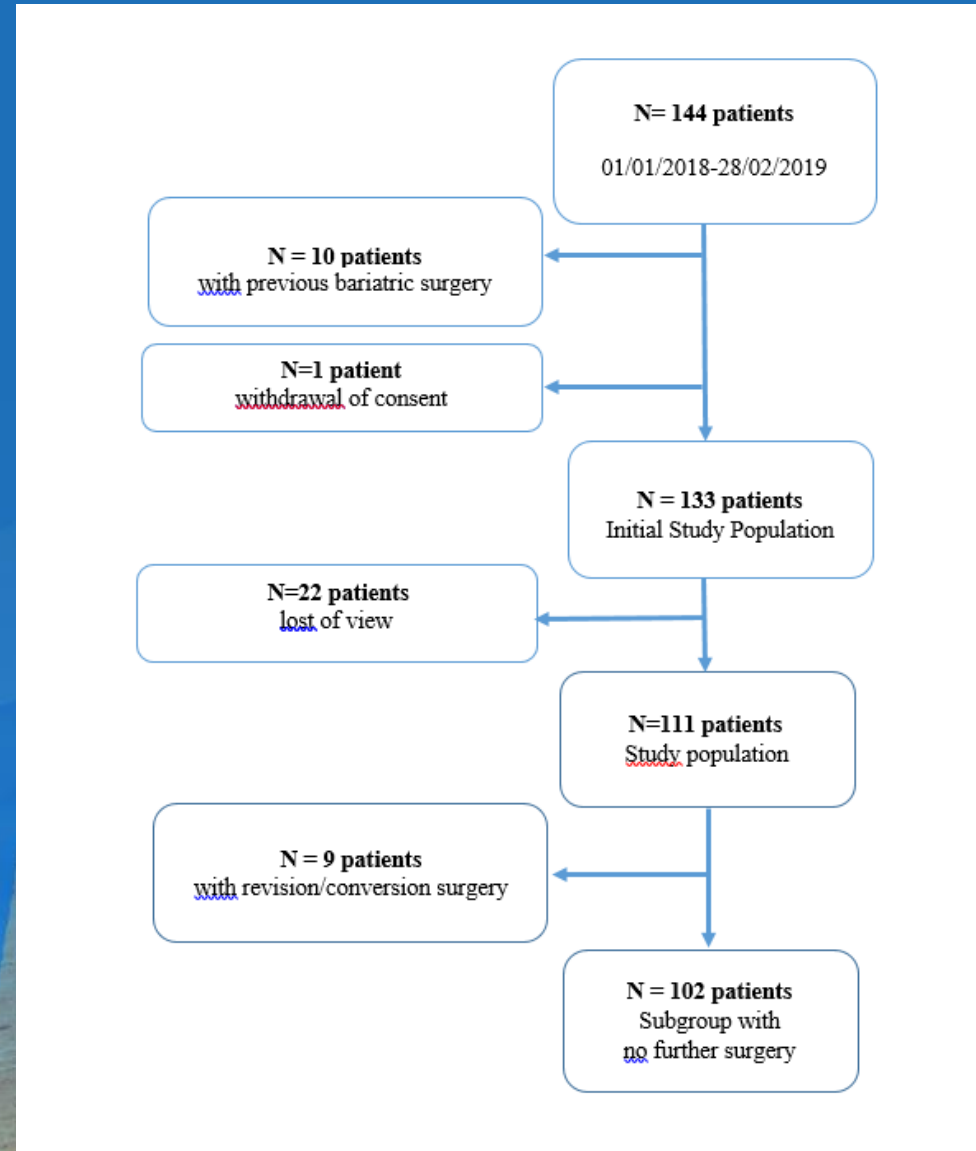 N= 144 patients
01/01/2018-28/02/2019
N = 10 patients
with previous bariatric surgery
N=1 patient
withdrawal of consent
N = 133 patients
Initial Study Population
N=22 patients
lost of view
N=111 patients
Study population
N = 9 patients
with revision/conversion surgery
N = 102 patients
Subgroup with
no further surgery